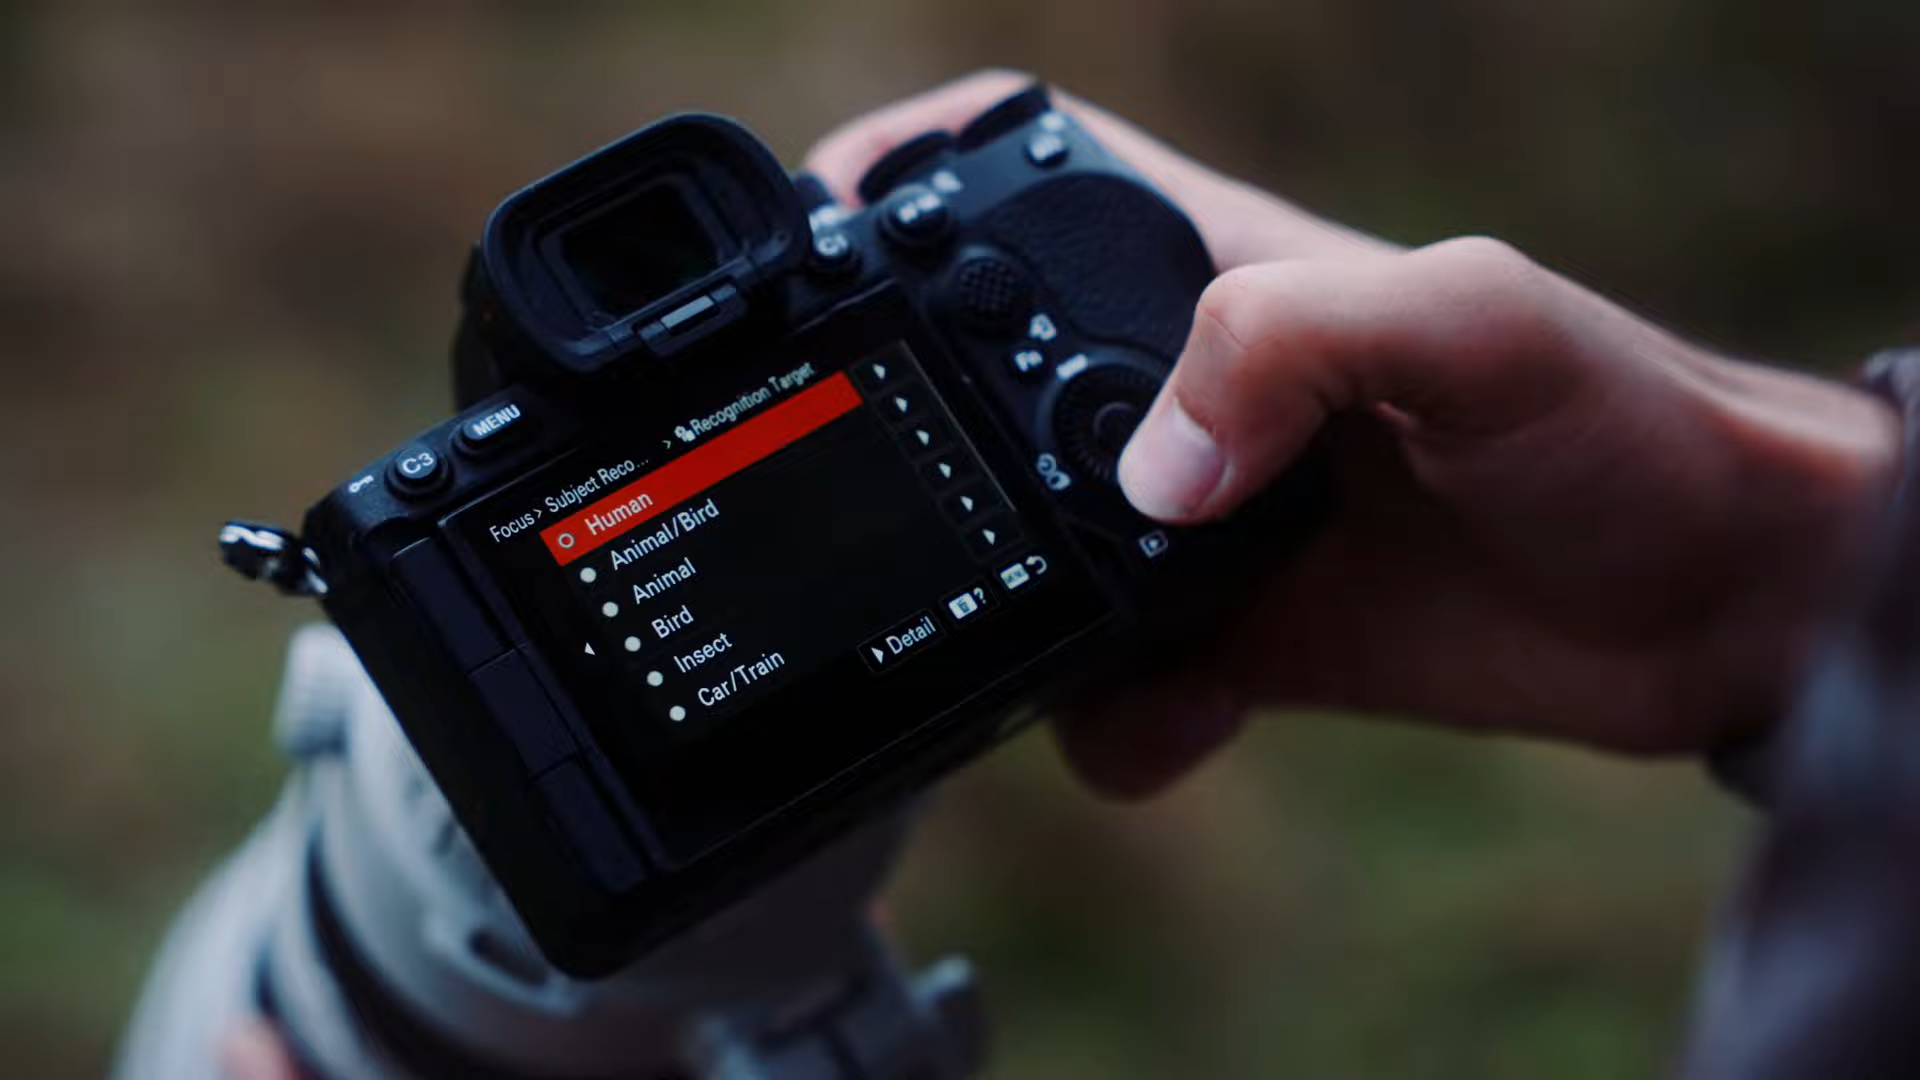 C1
MENU
C3
Fn
Focus> Subject Reco... > Recognition Target
Human
Animal/Bird
Animal
Bird
Insect
Car/Train
Detail
?